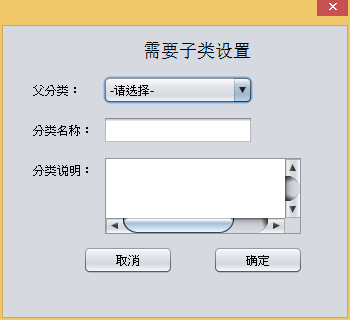 需要子类设置
父分类：
-请选择-
分类名称：
分类说明：
取消
确定